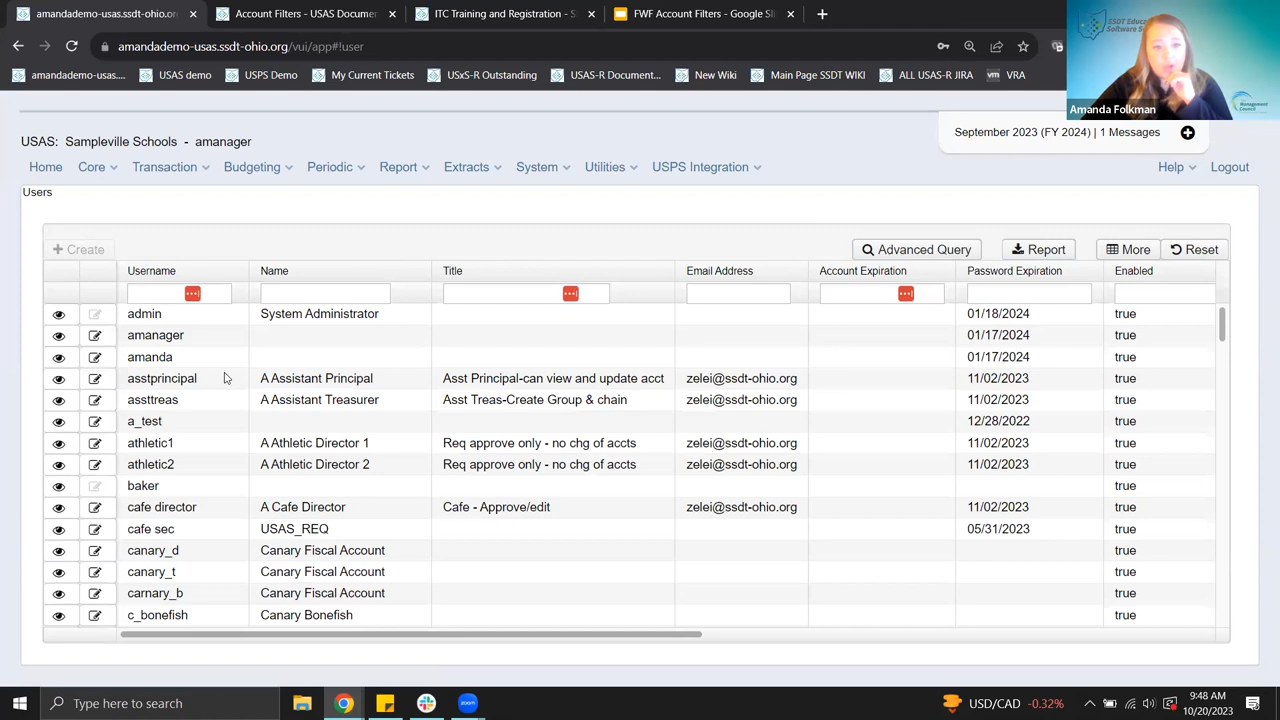 amandademo-usas.ssdt-ohio.org
Account Filters - USAS Documen
ITC Training and Registration - S
FWF Account Filters - Google Sli
amandademo-usas.ssdt-ohio.org/vui/app#!user
amandademo-usas....
USAS demo
USPS Demo
My Current Tickets
USxS-R Outstanding
USAS-R Document...
New Wiki
Main Page SSDT WIKI
ALL USAS-R JIRA
vm VRA
Amanda Folkman
Management Council
USAS: Sampleville Schools - amanager
September 2023 (FY 2024) | 1 Messages
Home Core Transaction Budgeting Periodic Report Extracts System Utilities USPS Integration Help Logout
Users
Create Advanced Query Report More Reset
Username Name Title Email Address Account Expiration Password Expiration Enabled
admin System Administrator 01/18/2024 true
amanager 01/17/2024 true
amanda 01/17/2024 true
asstprincipal A Assistant Principal Asst Principal-can view and update acct zelei@ssdt-ohio.org 11/02/2023 true
assttreas A Assistant Treasurer Asst Treas-Create Group & chain zelei@ssdt-ohio.org 11/02/2023 true
a_test 12/28/2022 true
athletic1 A Athletic Director 1 Req approve only - no chg of accts zelei@ssdt-ohio.org 11/02/2023 true
athletic2 A Athletic Director 2 Req approve only - no chg of accts zelei@ssdt-ohio.org 11/02/2023 true
baker true
cafe director A Cafe Director Cafe - Approve/edit zelei@ssdt-ohio.org 11/02/2023 true
cafe sec USAS_REQ 05/31/2023 true
canary_d Canary Fiscal Account true
canary_t Canary Fiscal Account true
carnary_b Canary Fiscal Account true
c_bonefish Canary Bonefish true
Type here to search
zoom
USD/CAD -0.32%
9:48 AM
10/20/2023